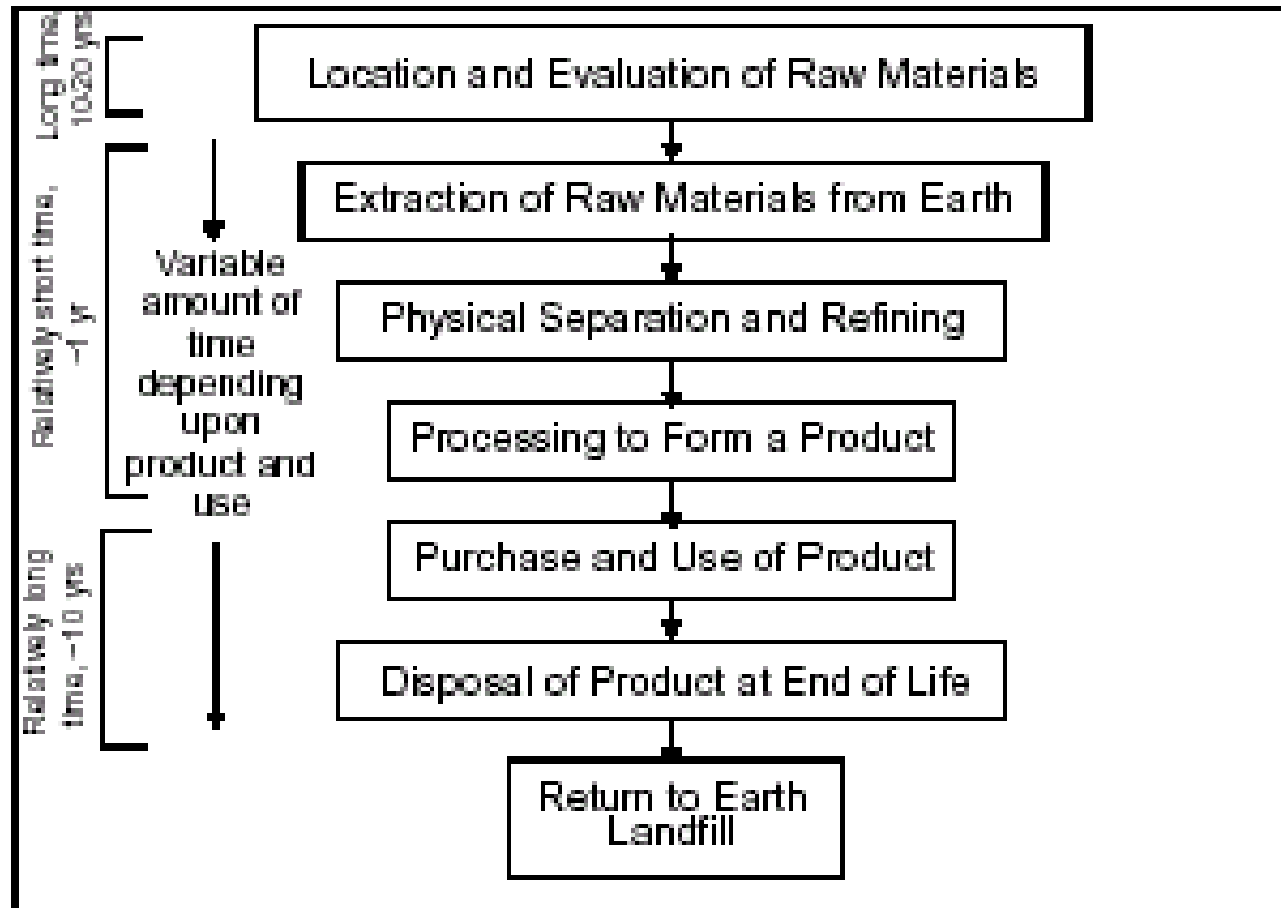 Long time,
10-20 yrs
Location and Evaluation of Raw Materials
Relatively short time,
~1 yr
Variable
amount of
time
depending
upon
product and
use
Extraction of Raw Materials from Earth
Physical Separation and Refining
Processing to Form a Product
Relatively long
time, ~10 yrs
Purchase and Use of Product
Disposal of Product at End of Life
Return to Earth
Landfill